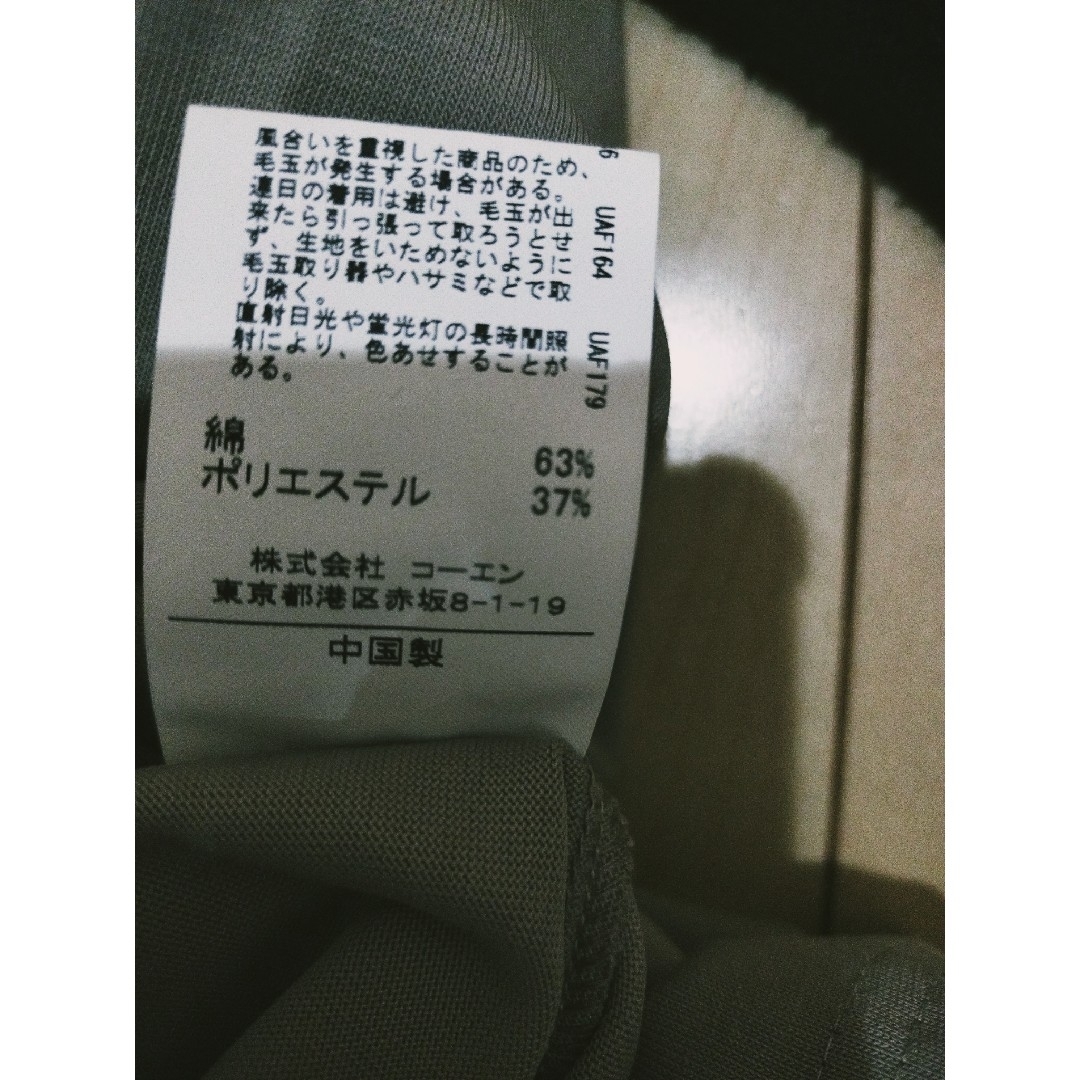 風合いを重視した商品のため、
毛玉が発生する場合がある。
連日の着用は避け、毛玉が出
来たら引っ張って取ろうとせ
ず、生地をいためないように
毛玉取り器やハサミなどで取
り除く。
直射日光や蛍光灯の長時間照
射により、色あせすることが
ある。
綿 63%
ポリエステル 37%
株式会社 コーエン
東京都港区赤坂8-1-19
中国製
6 UAF164 UAF179